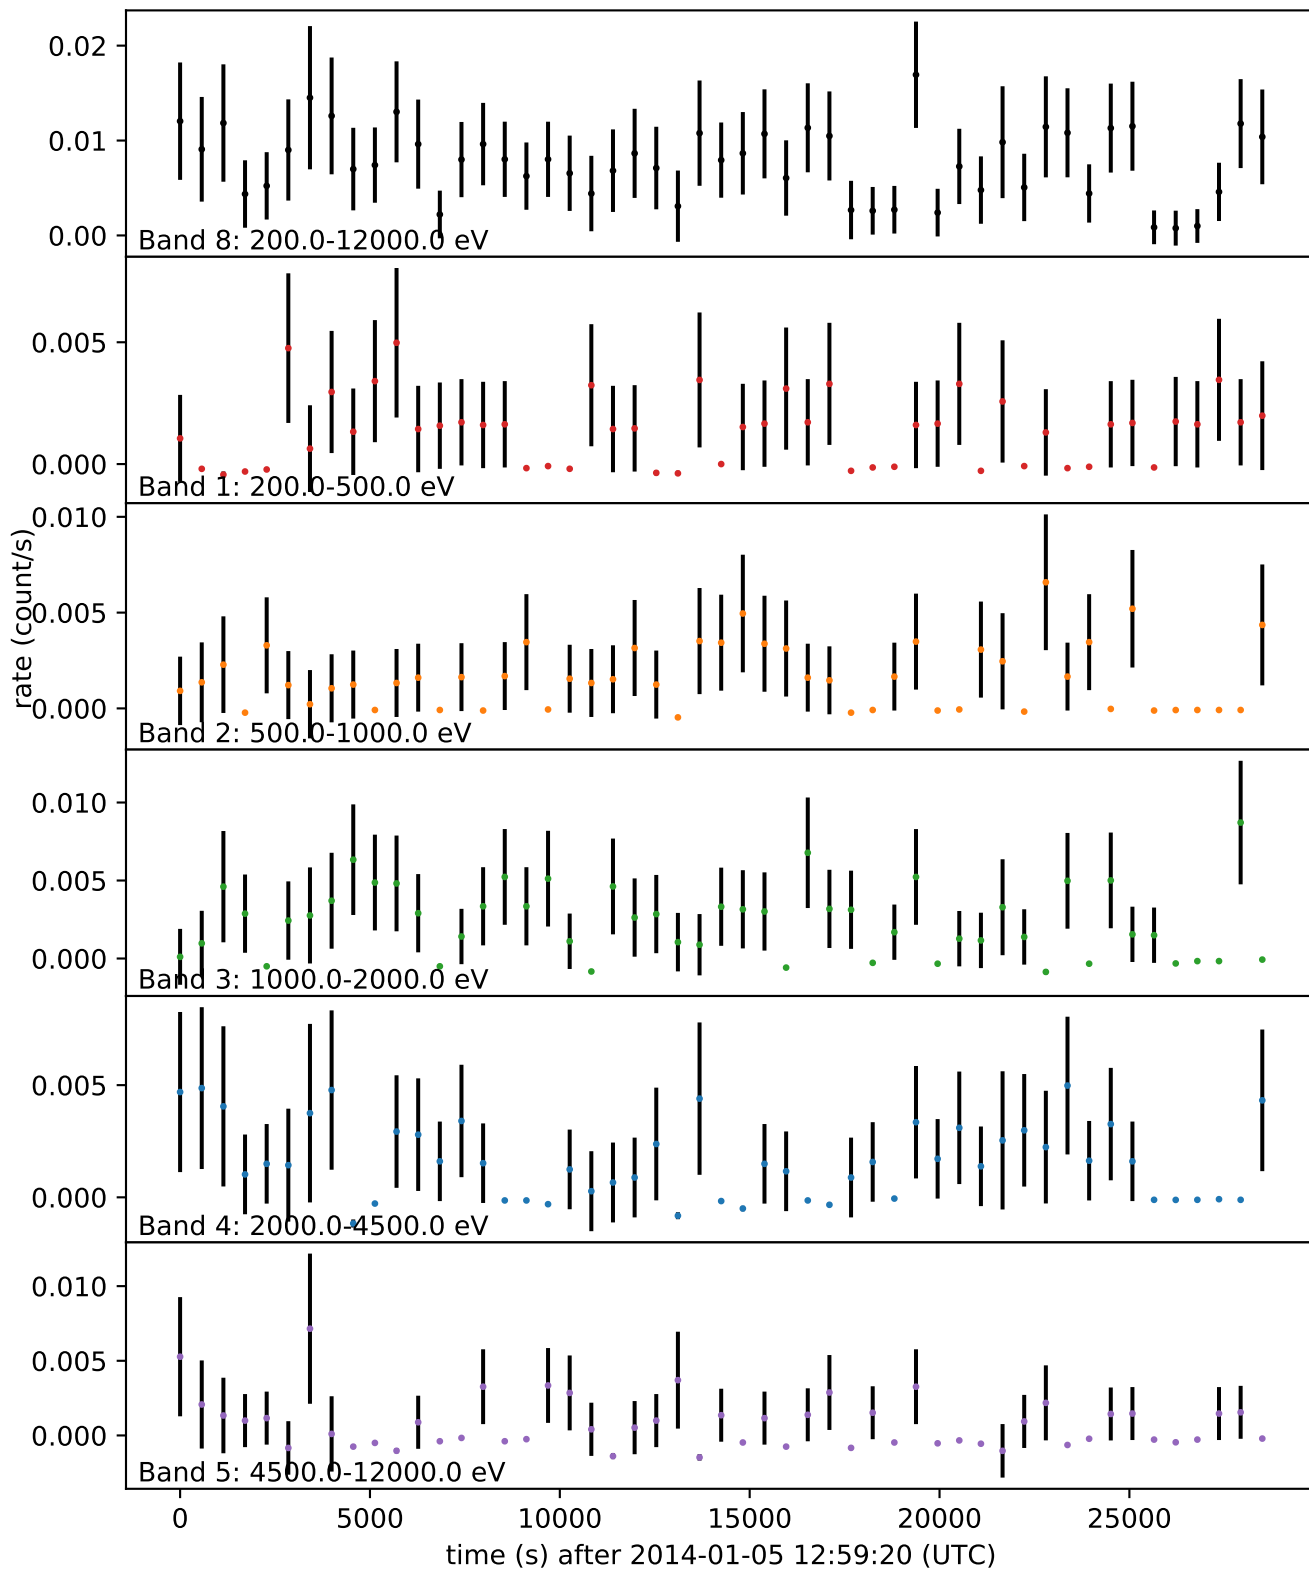 0.02
0.01
0.00
Band 8: 200.0-12000.0 eV
0.005
0.000
Band 1: 200.0-500.0 eV
rate (count/s)
0.010
0.005
0.000
Band 2: 500.0-1000.0 eV
0.010
0.005
0.000
Band 3: 1000.0-2000.0 eV
0.005
0.000
Band 4: 2000.0-4500.0 eV
0.010
0.005
0.000
Band 5: 4500.0-12000.0 eV
0 5000 10000 15000 20000 25000
time (s) after 2014-01-05 12:59:20 (UTC)